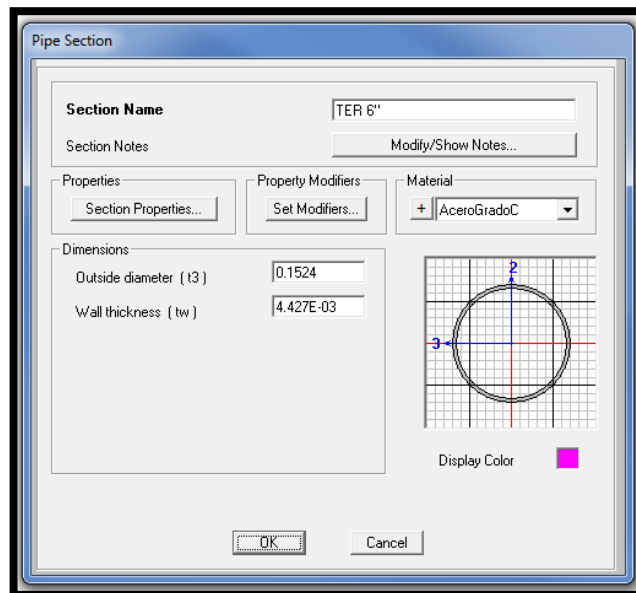 Pipe Section
Section Name
TER 6"
Section Notes
Modify/Show Notes...
Properties
Property Modifiers
Material
Section Properties...
Set Modifiers...
+
AceroGradoC
Dimensions
Outside diameter ( t3 )
0.1524
Wall thickness ( tw )
4.427E-03
2
3
Display Color
OK
Cancel